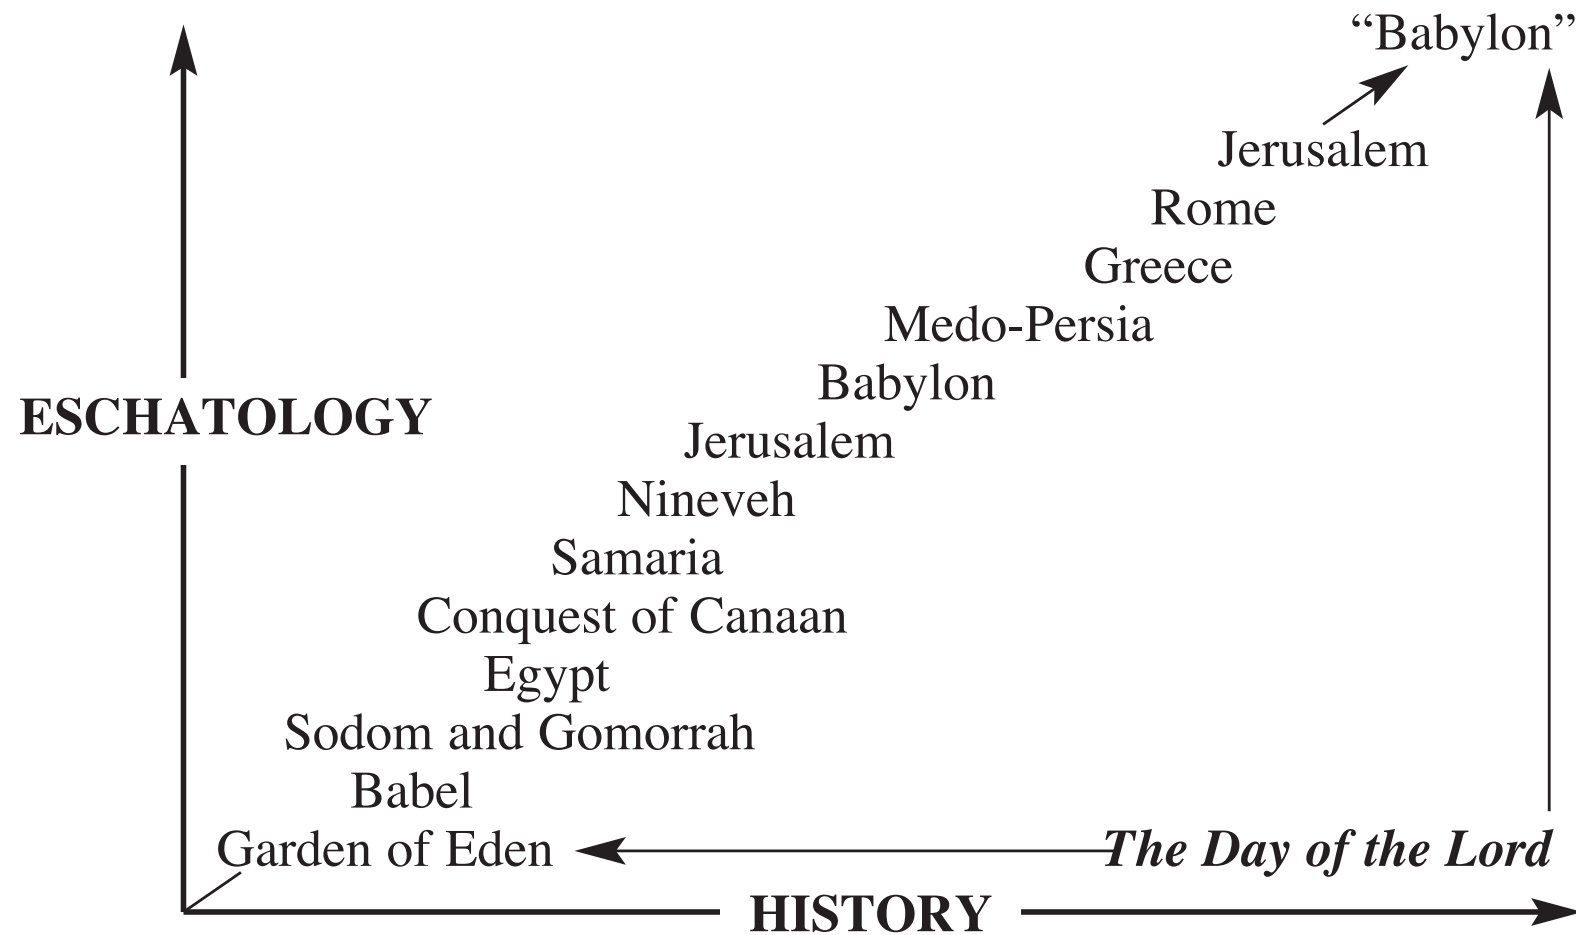 “Babylon”
Jerusalem
Rome
Greece
Medo-Persia
Babylon
ESCHATOLOGY
Jerusalem
Nineveh
Samaria
Conquest of Canaan
Egypt
Sodom and Gomorrah
Babel
Garden of Eden
The Day of the Lord
HISTORY